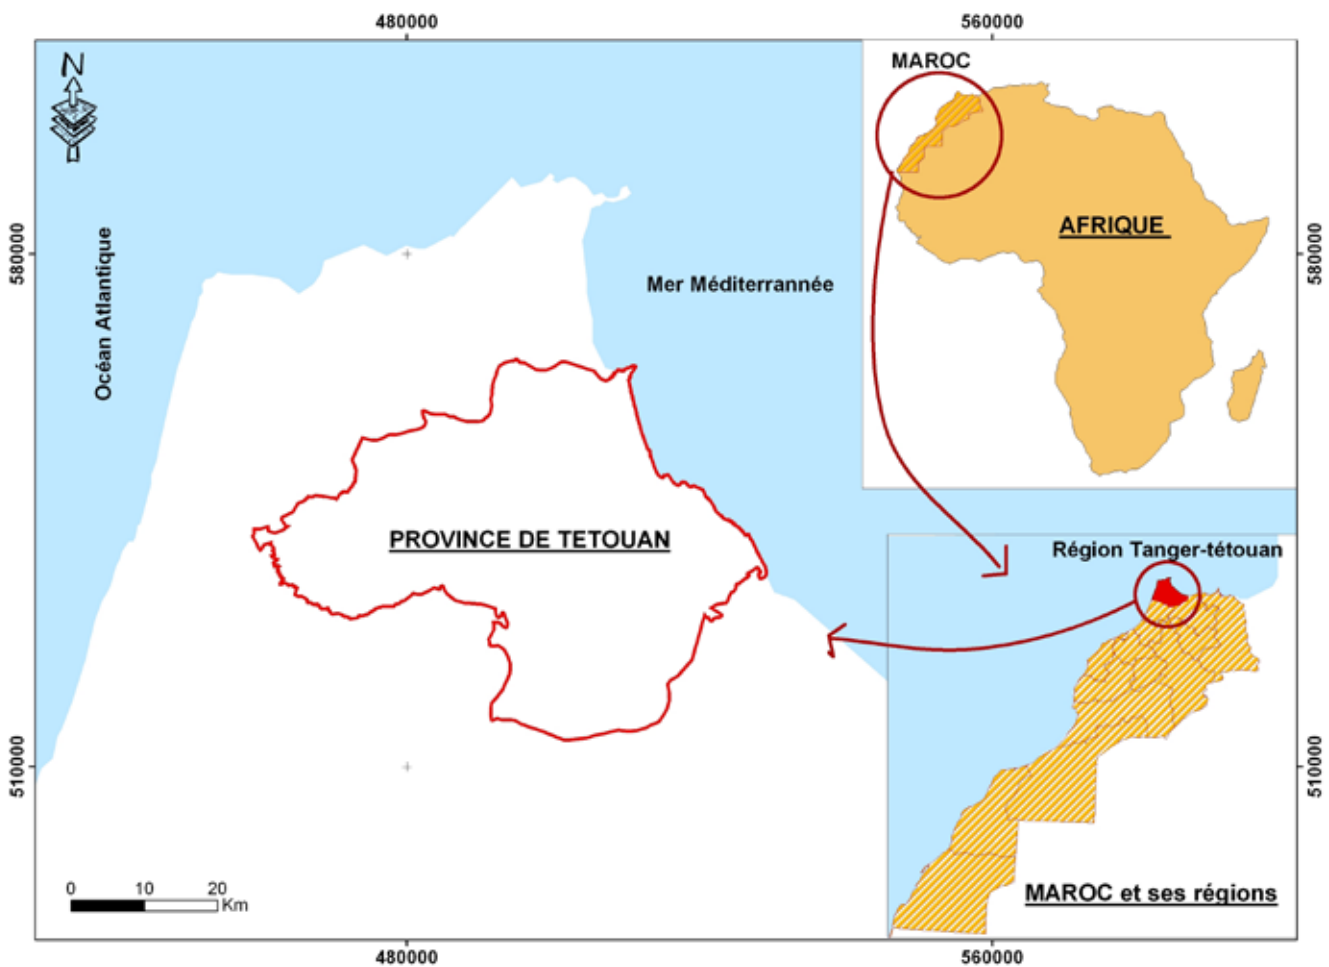 480000
560000
N
MAROC
AFRIQUE
580000
Océan Atlantique
Mer Méditerrannée
580000
PROVINCE DE TETOUAN
Région Tanger-tétouan
510000
510000
0 10 20
Km
MAROC et ses régions
480000
560000